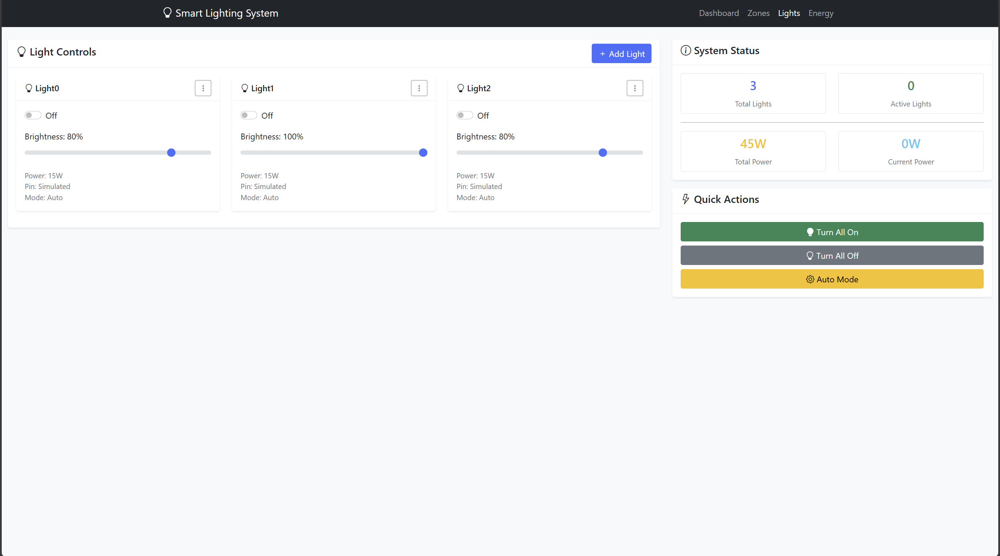 Smart Lighting System
Dashboard Zones Lights Energy
Light Controls
+ Add Light
Light0
Off
Brightness: 80%
Power: 15W
Pin: Simulated
Mode: Auto
Light1
Off
Brightness: 100%
Power: 15W
Pin: Simulated
Mode: Auto
Light2
Off
Brightness: 80%
Power: 15W
Pin: Simulated
Mode: Auto
System Status
3
Total Lights
0
Active Lights
45W
Total Power
0W
Current Power
Quick Actions
Turn All On
Turn All Off
Auto Mode